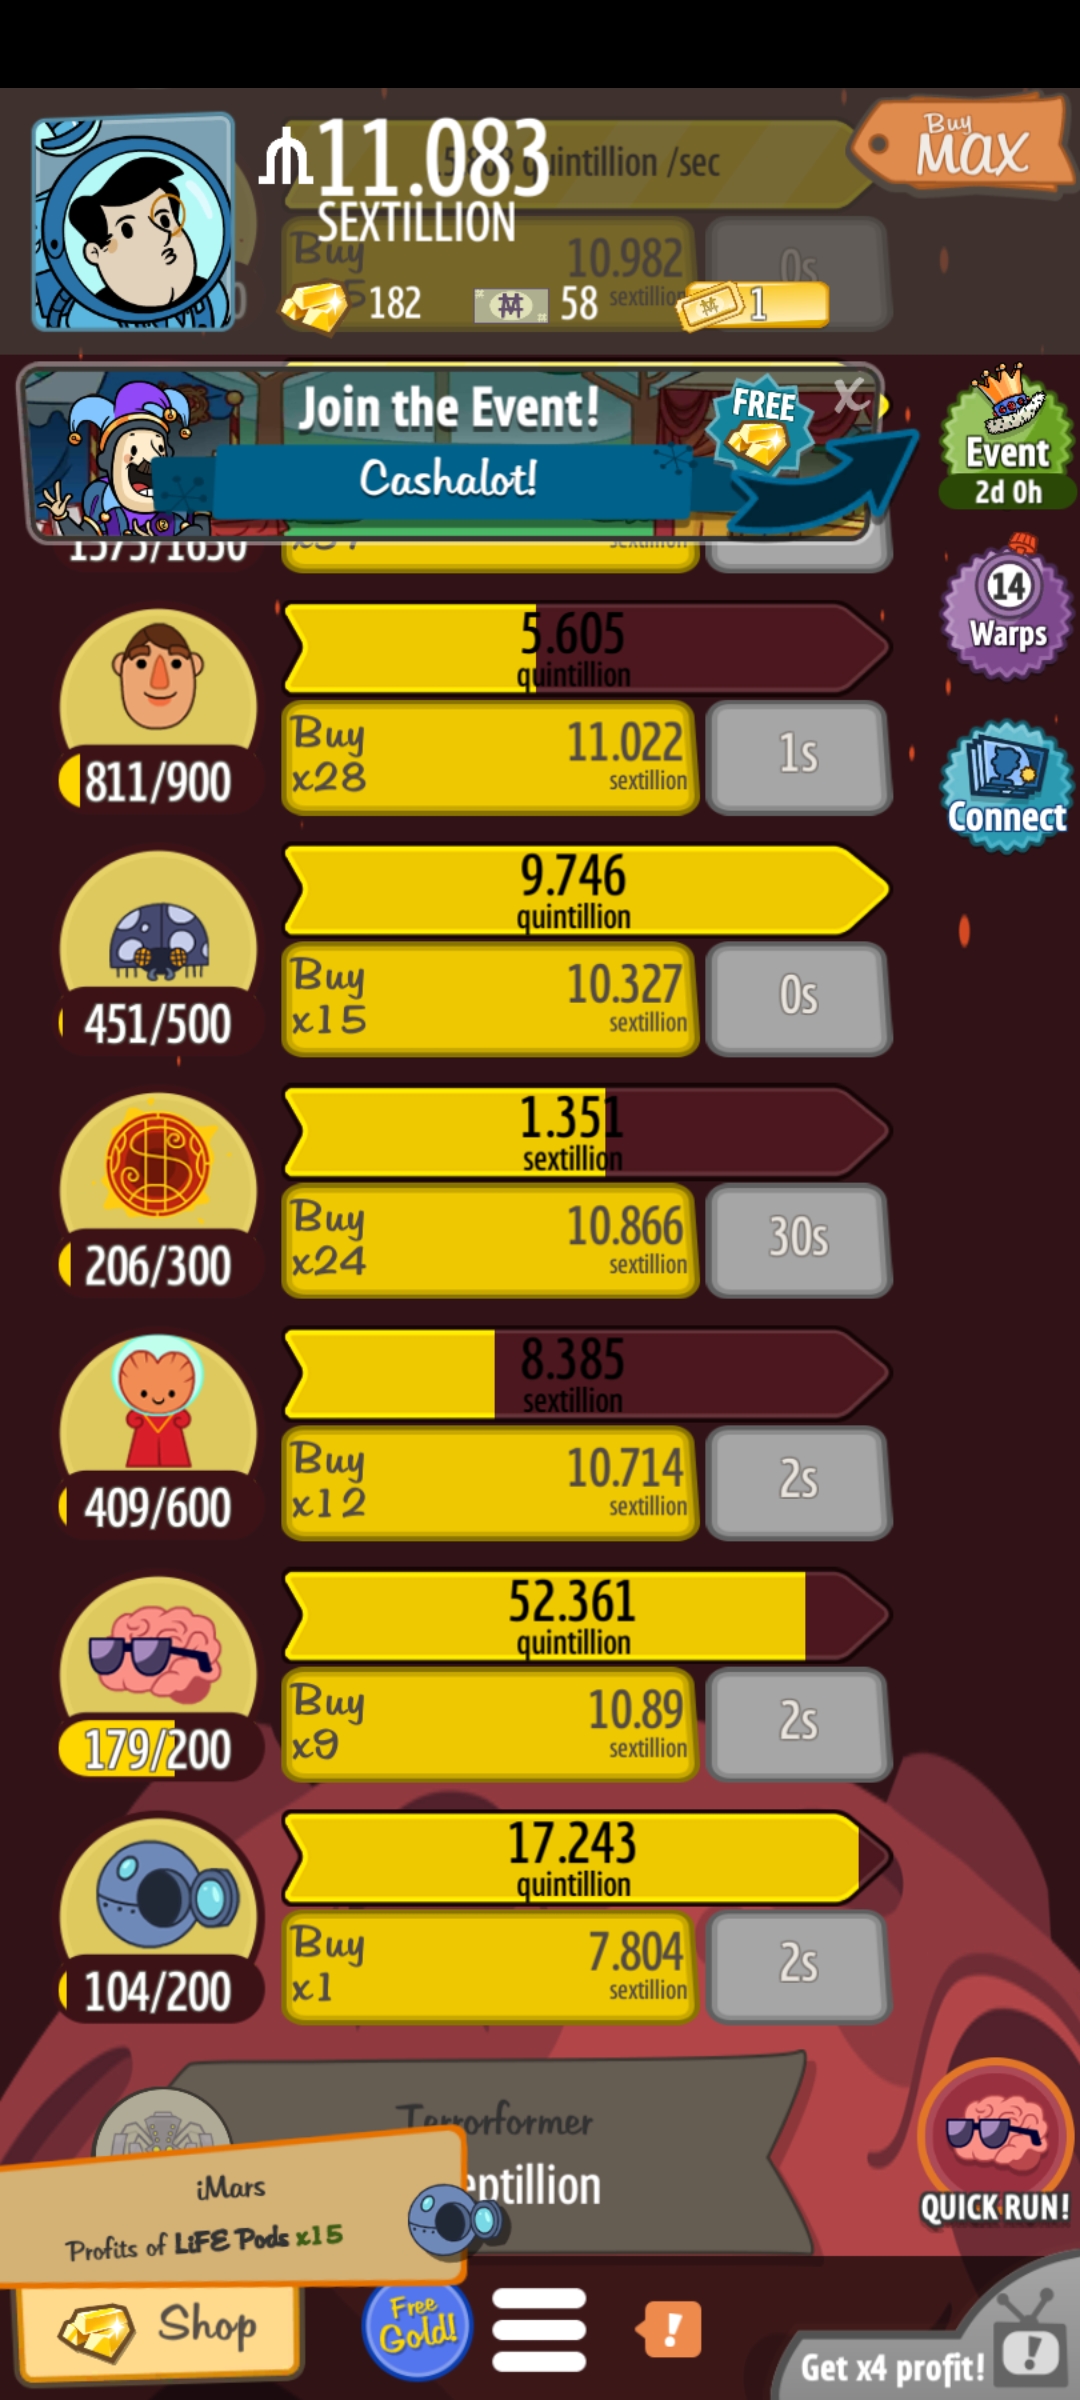 11.083
SEXTILLION
quintillion /sec
Buy
MAX
Buy
10.982
sextillion
0s
182
58
1
Join the Event!
FREE
X
Cashalot!
Event
2d 0h
1575/1650
14
Warps
Connect
5.605
quintillion
811/900
Buy
x28
11.022
sextillion
1s
9.746
quintillion
451/500
Buy
x15
10.327
sextillion
0s
1.351
sextillion
206/300
Buy
x24
10.866
sextillion
30s
8.385
sextillion
409/600
Buy
x12
10.714
sextillion
2s
52.361
quintillion
179/200
Buy
x9
10.89
sextillion
2s
17.243
quintillion
104/200
Buy
x1
7.804
sextillion
2s
Terrorformer
eptillion
iMars
Profits of LiFE Pods x15
QUICK RUN!
Shop
Free
Gold!
!
Get x4 profit!
!